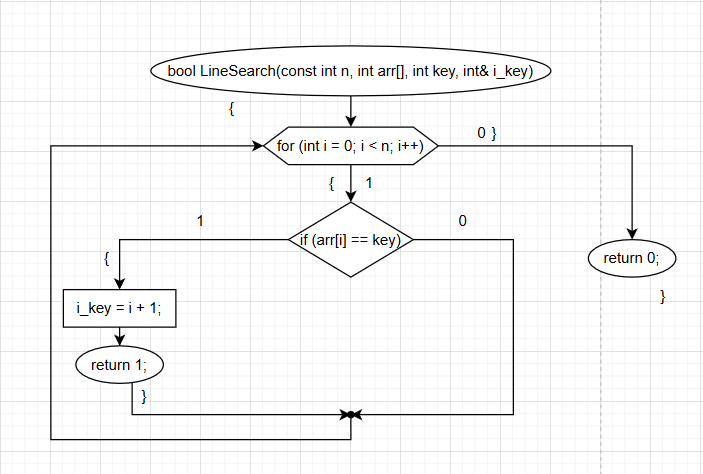 bool LineSearch(const int n, int arr[], int key, int& i_key)
{
for (int i = 0; i < n; i++)
0 }
{ 1
1
if (arr[i] == key)
0
{
return 0;
}
i_key = i + 1;
return 1;
}